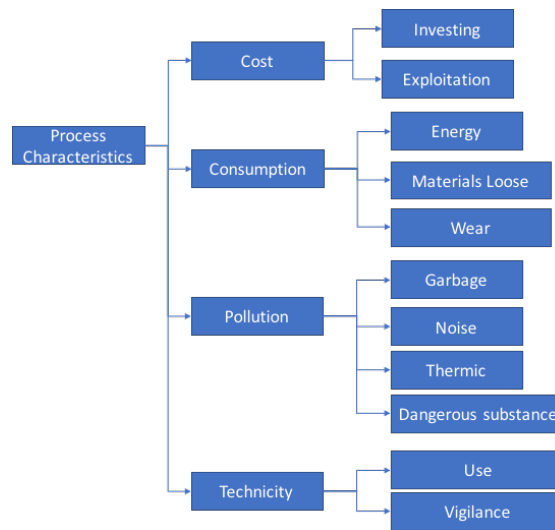 Process
Characteristics
Cost
Investing
Exploitation
Consumption
Energy
Materials Loose
Wear
Pollution
Garbage
Noise
Thermic
Dangerous substance
Technicity
Use
Vigilance